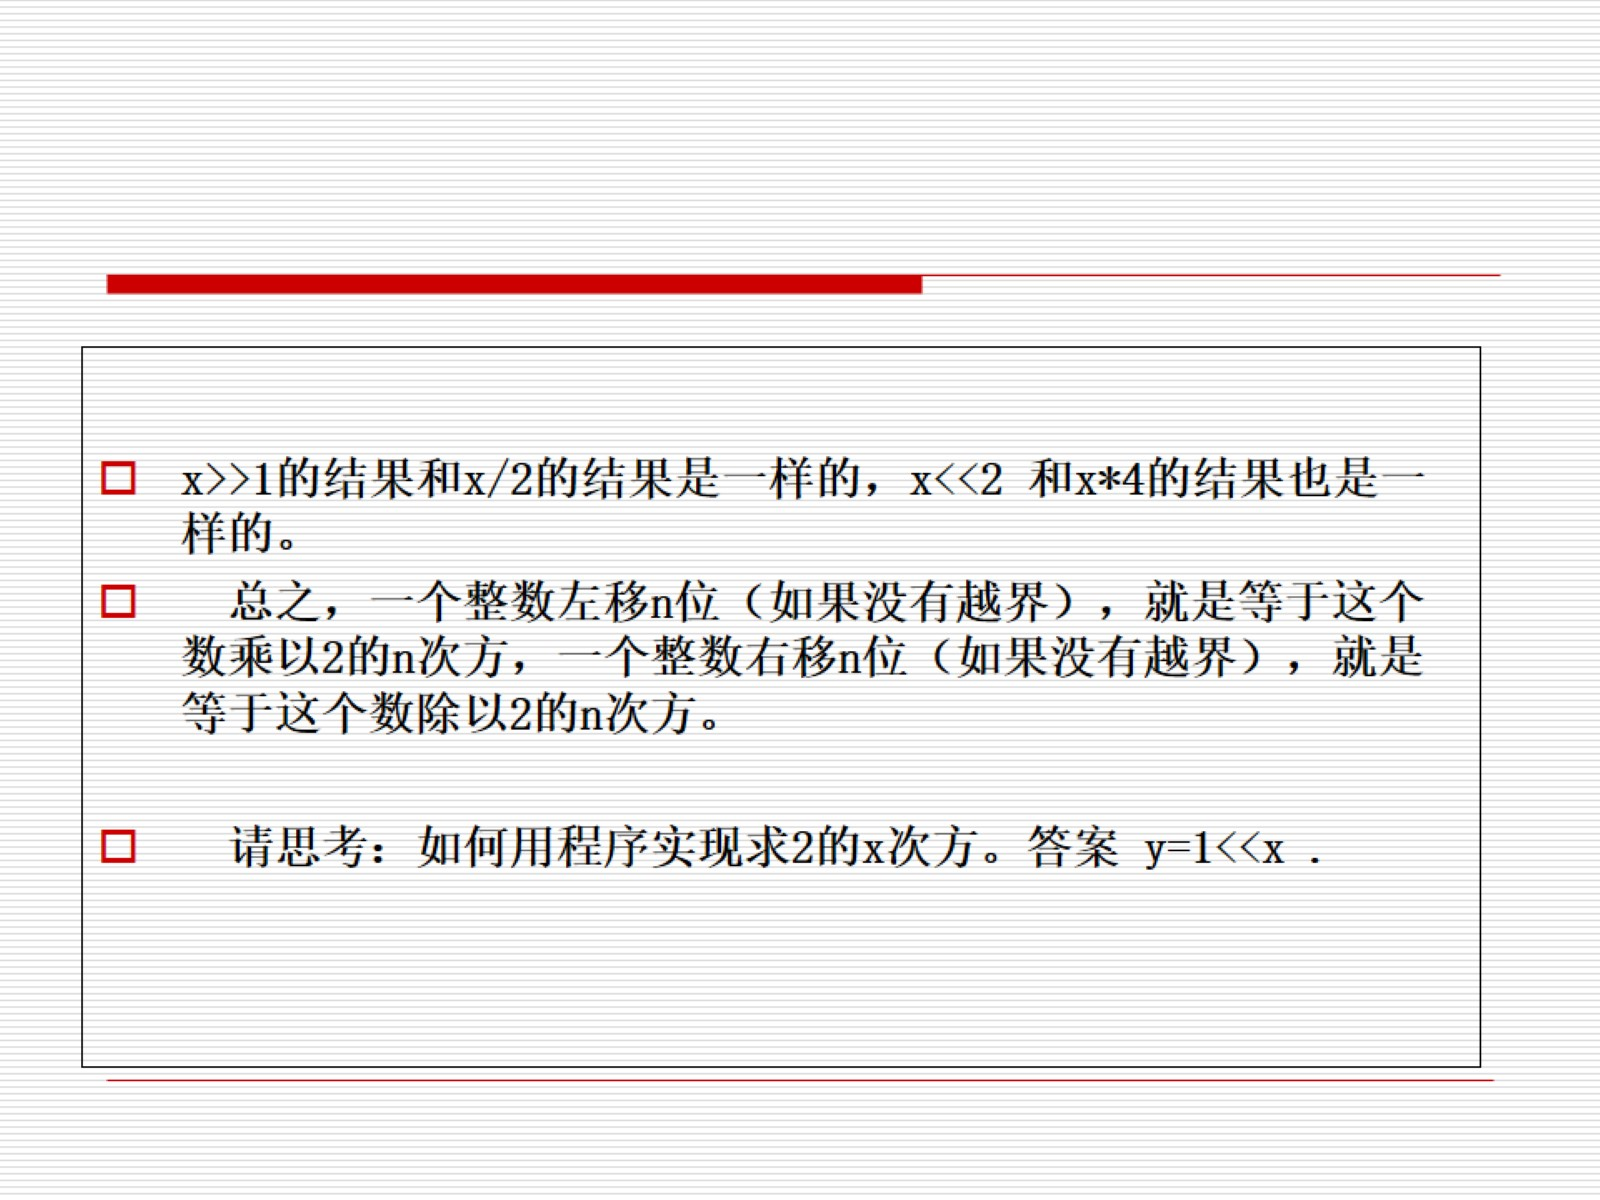 x>>1的结果和x/2的结果是一样的，x<<2 和x*4的结果也是一
样的。
总之，一个整数左移n位（如果没有越界），就是等于这个
数乘以2的n次方，一个整数右移n位（如果没有越界），就是
等于这个数除以2的n次方。
请思考：如何用程序实现求2的x次方。答案 y=1<<x .